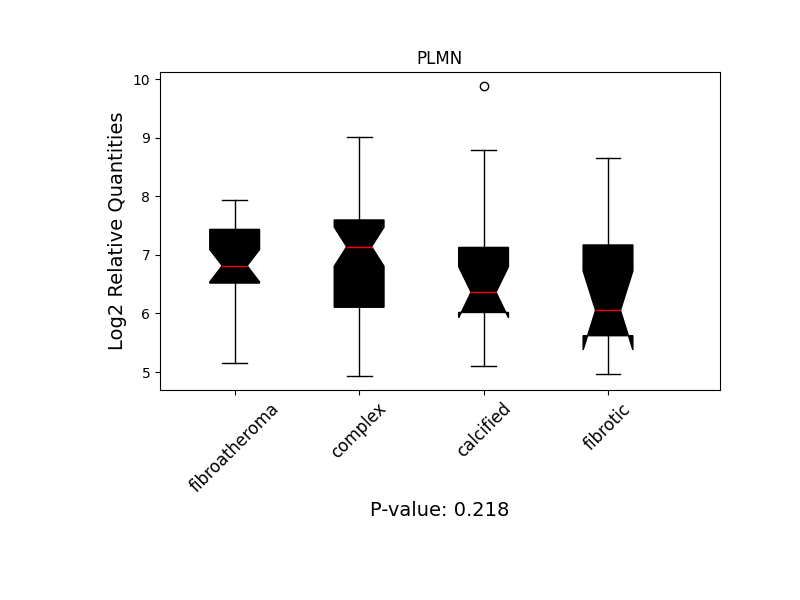 PLMN
Log2 Relative Quantities
10
9
8
7
6
5
fibroatheroma
complex
calcified
fibrotic
P-value: 0.218